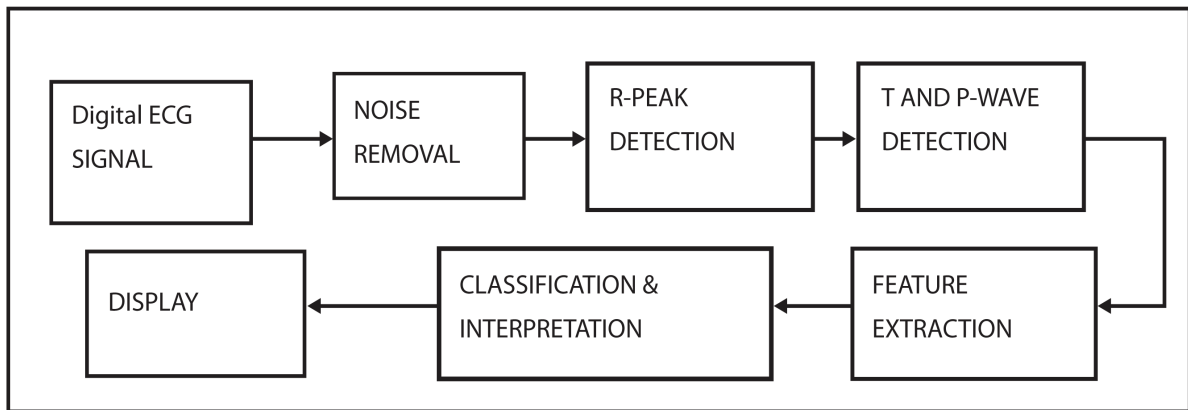 Digital ECG
SIGNAL
NOISE
REMOVAL
R-PEAK
DETECTION
T AND P-WAVE
DETECTION
FEATURE
EXTRACTION
CLASSIFICATION &
INTERPRETATION
DISPLAY